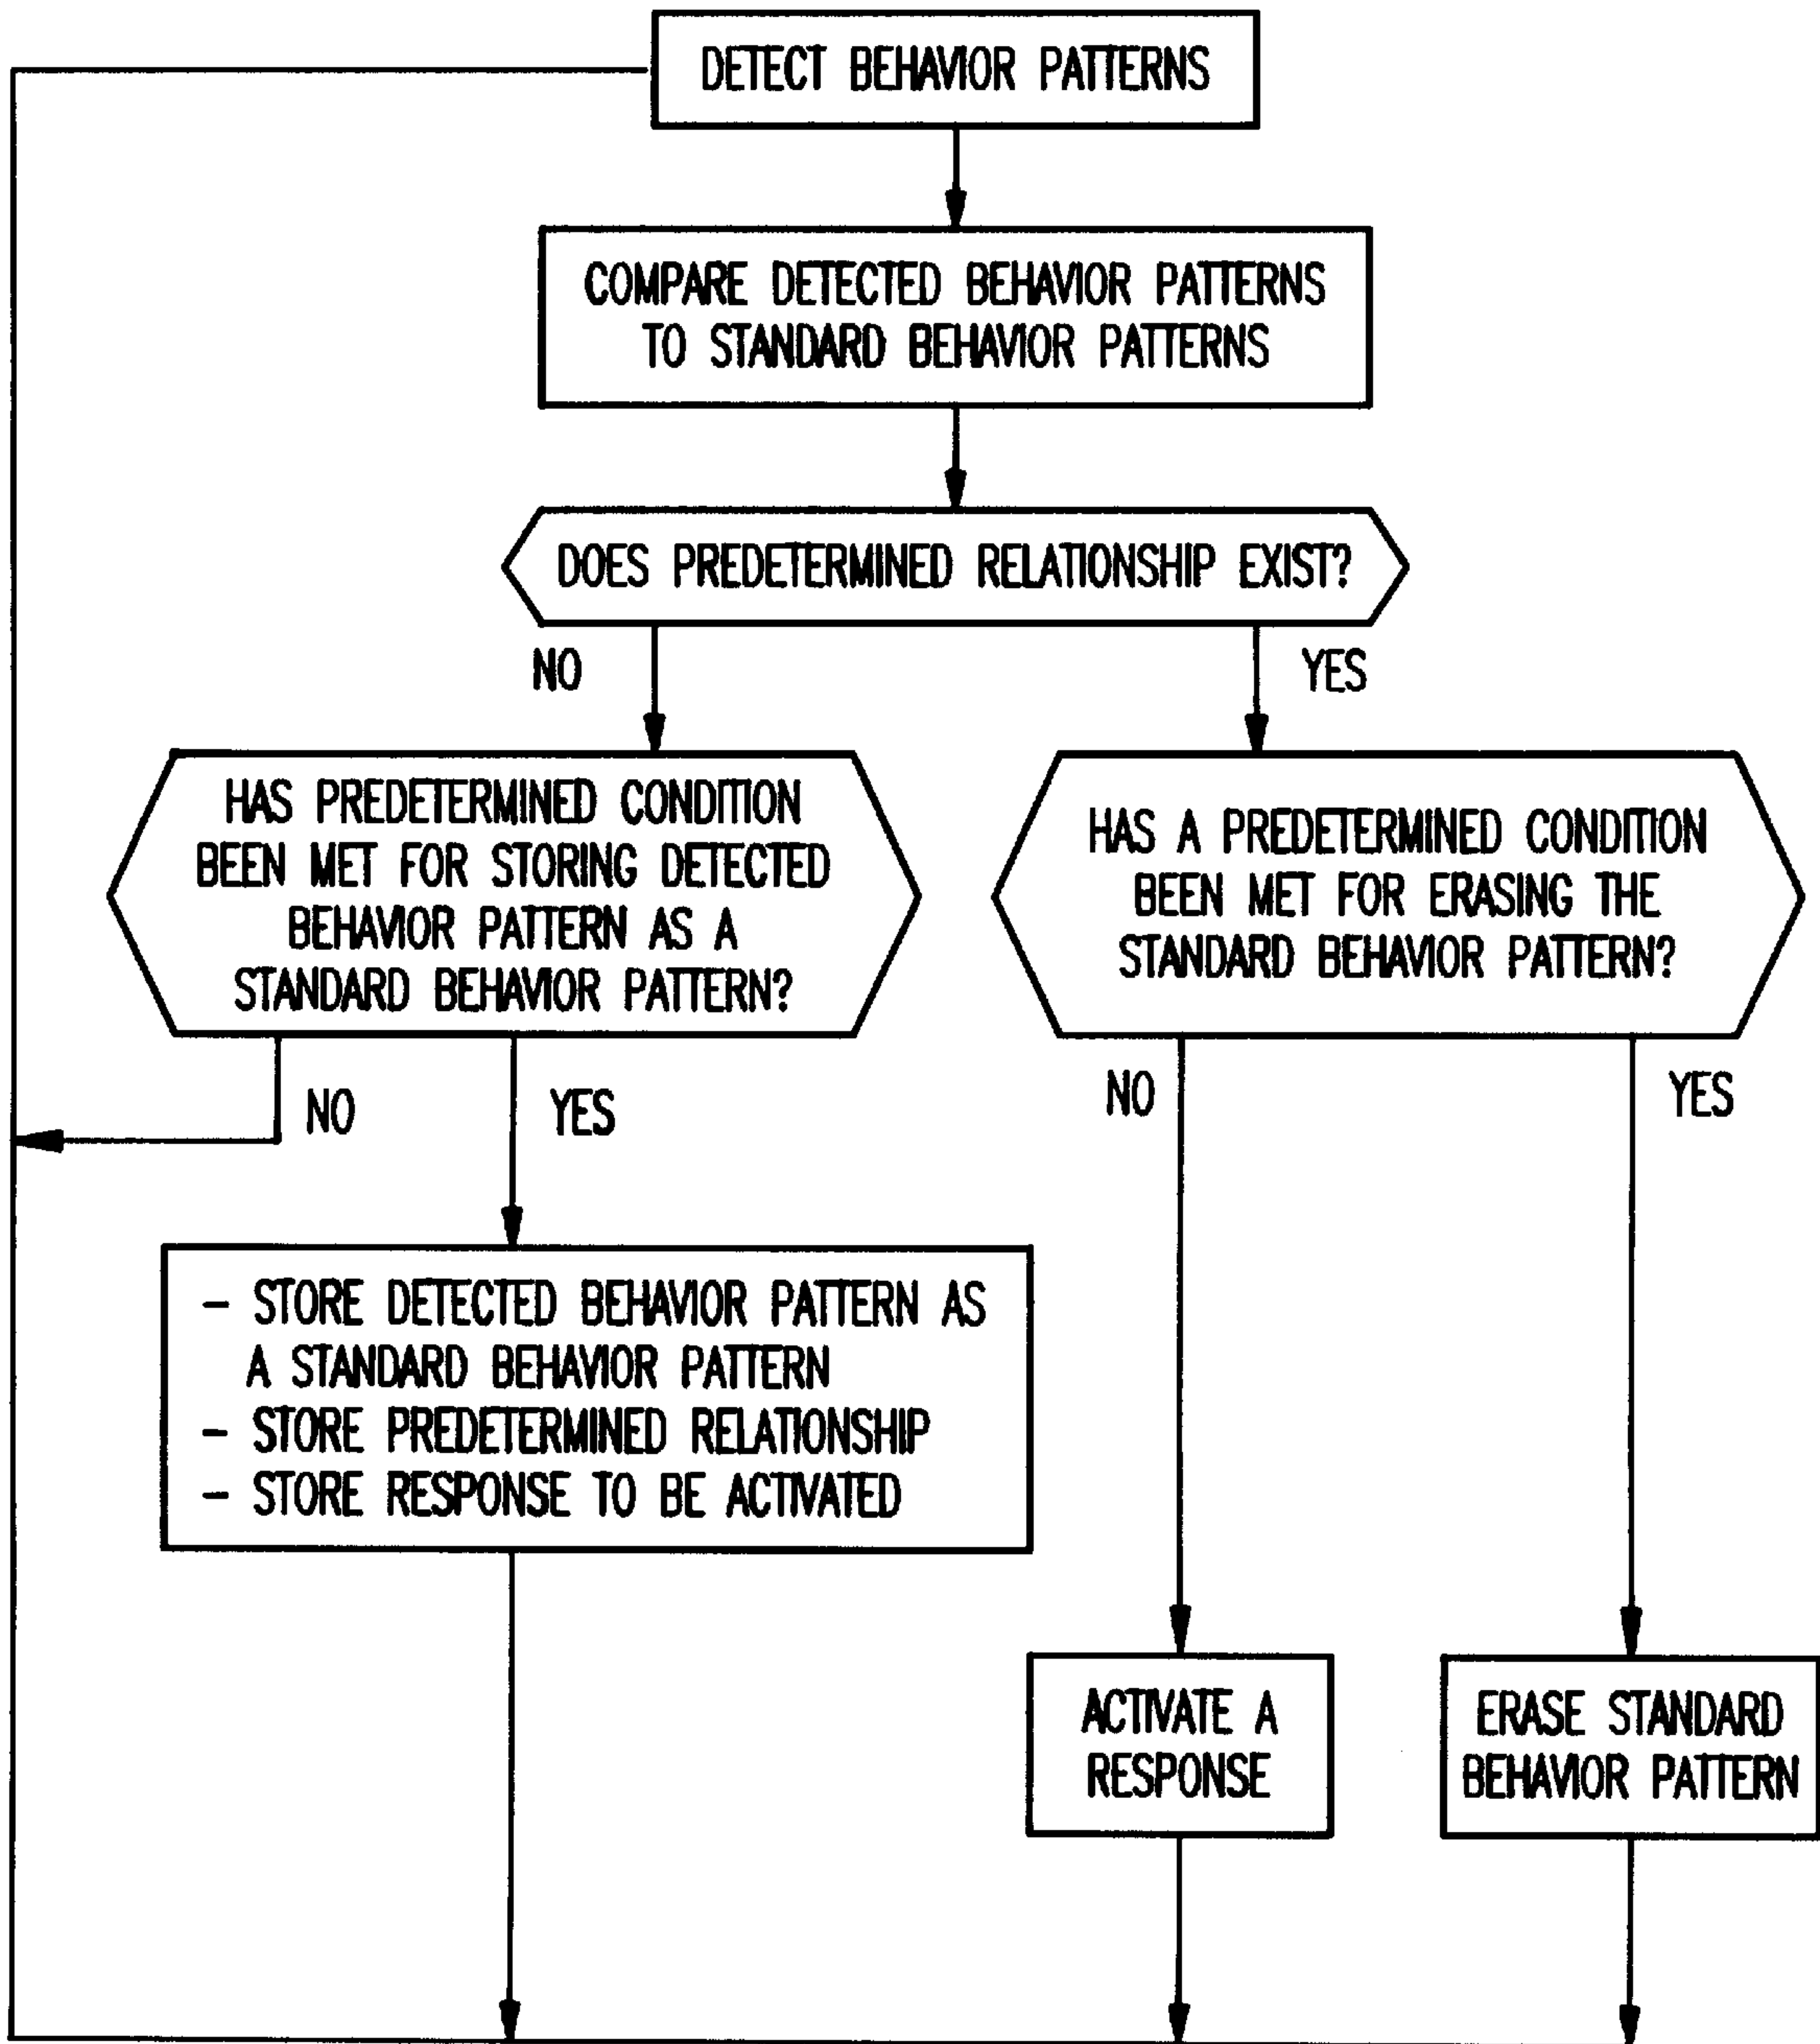 DETECT BEHAVIOR PATTERNS
COMPARE DETECTED BEHAVIOR PATTERNS
TO STANDARD BEHAVIOR PATTERNS
DOES PREDETERMINED RELATIONSHIP EXIST?
NO
YES
HAS PREDETERMINED CONDITION
BEEN MET FOR STORING DETECTED
BEHAVIOR PATTERN AS A
STANDARD BEHAVIOR PATTERN?
HAS A PREDETERMINED CONDITION
BEEN MET FOR ERASING THE
STANDARD BEHAVIOR PATTERN?
NO
YES
NO
YES
- STORE DETECTED BEHAVIOR PATTERN AS
A STANDARD BEHAVIOR PATTERN
- STORE PREDETERMINED RELATIONSHIP
- STORE RESPONSE TO BE ACTIVATED
ACTIVATE A
RESPONSE
ERASE STANDARD
BEHAVIOR PATTERN